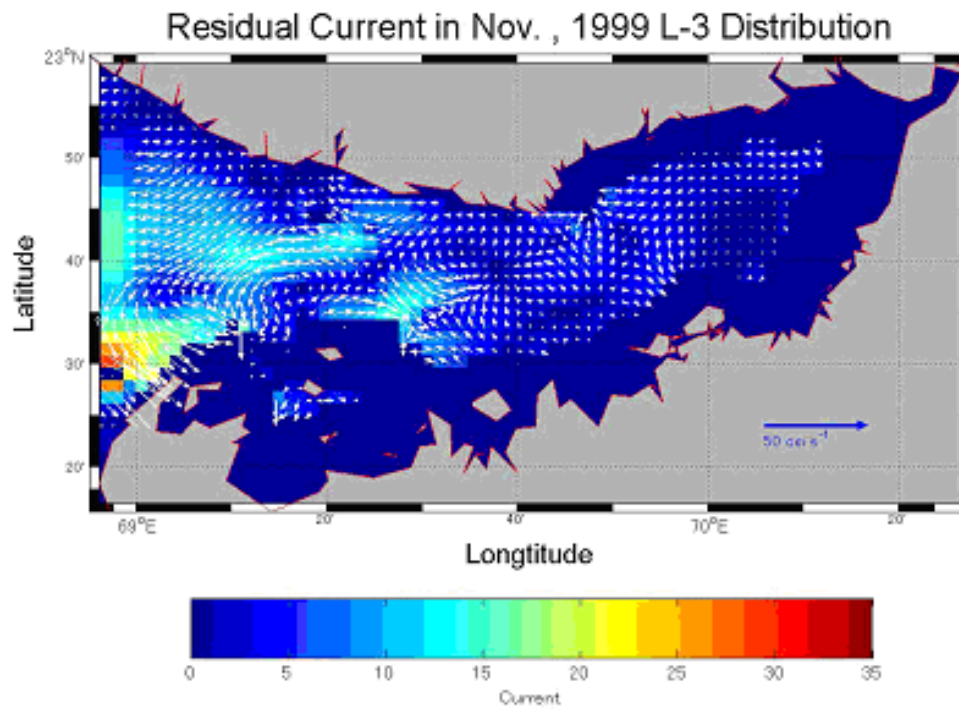 Residual Current in Nov. , 1999 L-3 Distribution
23°N
50'
40'
30'
20'
Latitude
50 cm s⁻¹
69°E 20' 40' 70°E 20'
Longtitude
0 5 10 15 20 25 30 35
Current